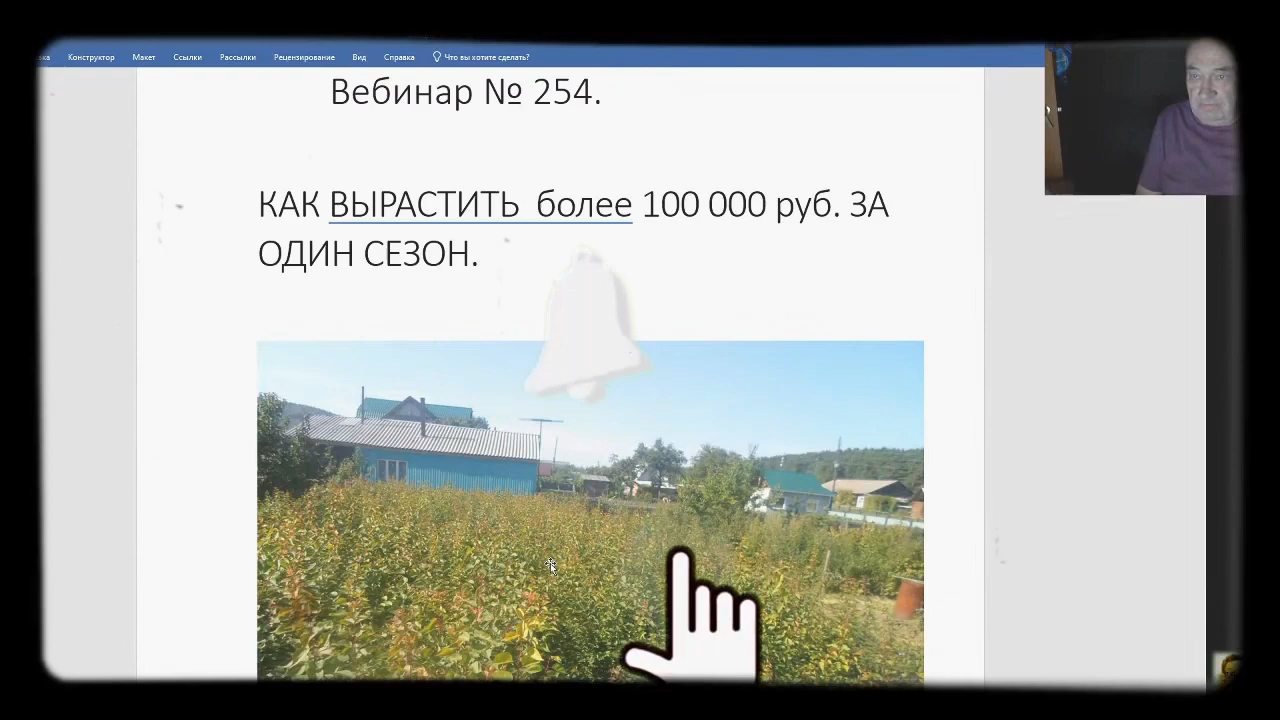 Конструктор Макет Ссылки Рассылки Рецензирование Вид Справка Что вы хотите сделать?
Вебинар № 254.
КАК ВЫРАСТИТЬ более 100 000 руб. ЗА
ОДИН СЕЗОН.